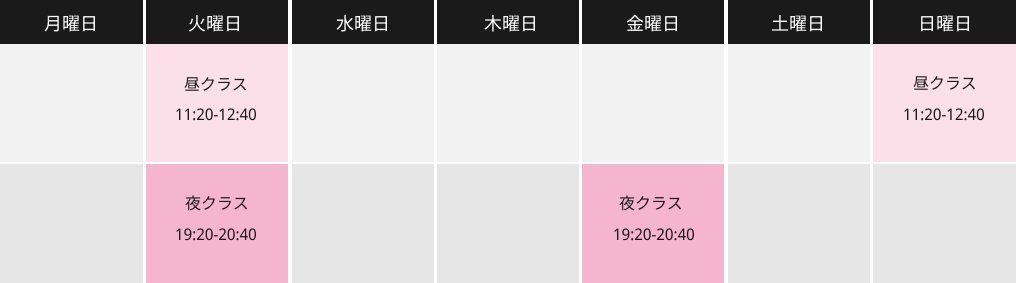 月曜日 火曜日 水曜日 木曜日 金曜日 土曜日 日曜日
昼クラス 昼クラス
11:20-12:40 11:20-12:40
夜クラス 夜クラス
19:20-20:40 19:20-20:40